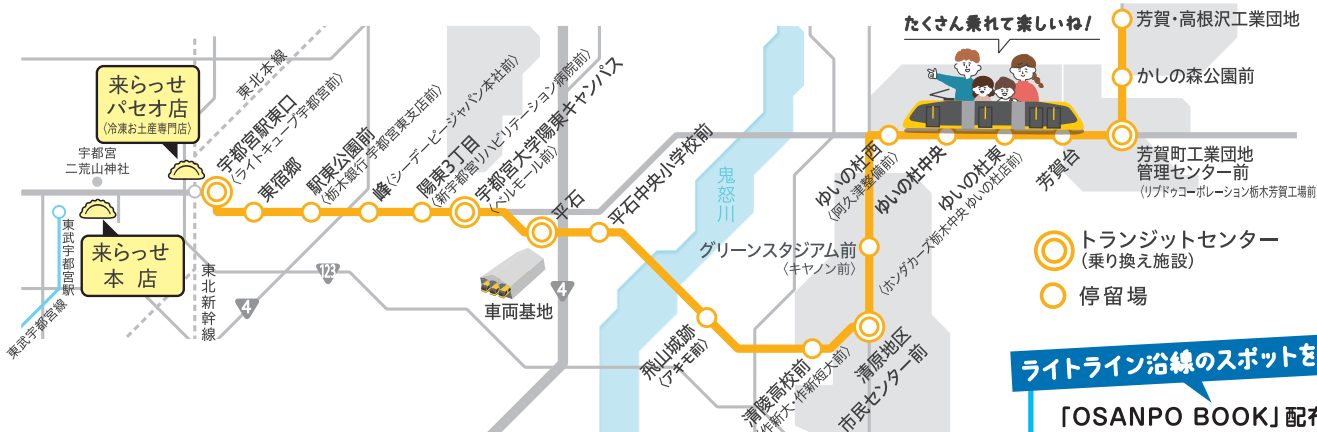 たくさん乗れて楽しいね!
芳賀・高根沢工業団地
かしの森公園前
芳賀町工業団地
管理センター前
(リブドゥコーポレーション栃木芳賀工場前
芳賀台
ゆいの杜東
〈ホンダカーズ栃木中央 ゆいの杜店前〉
ゆいの杜中央
ゆいの杜西
〈阿久津整備前〉
グリーンスタジアム前
〈キヤノン前〉
清原地区
市民センター前
清陵高校前
作新大・作新短大前〉
飛山城跡
〈アキモ前〉
平石中央小学校前
平石
宇都宮大学陽東キャンパス
〈ベルモール前〉
陽東3丁目
〈新宇都宮リハビリテーション病院前〉
峰〈シーデーピージャパン本社前〉
駅東公園前
〈栃木銀行 宇都宮東支店前〉
東宿郷
宇都宮駅東口
〈ライトキューブ宇都宮前〉
東北本線
来らっせ
パセオ店
〈冷凍お土産専門店〉
宇都宮
二荒山神社
来らっせ
本 店
東武宇都宮駅
東武宇都宮線
東北新幹線
4
123
4
車両基地
鬼怒川
トランジットセンター
(乗り換え施設)
停留場
ライトライン沿線のスポットを
「OSANPO BOOK」配布